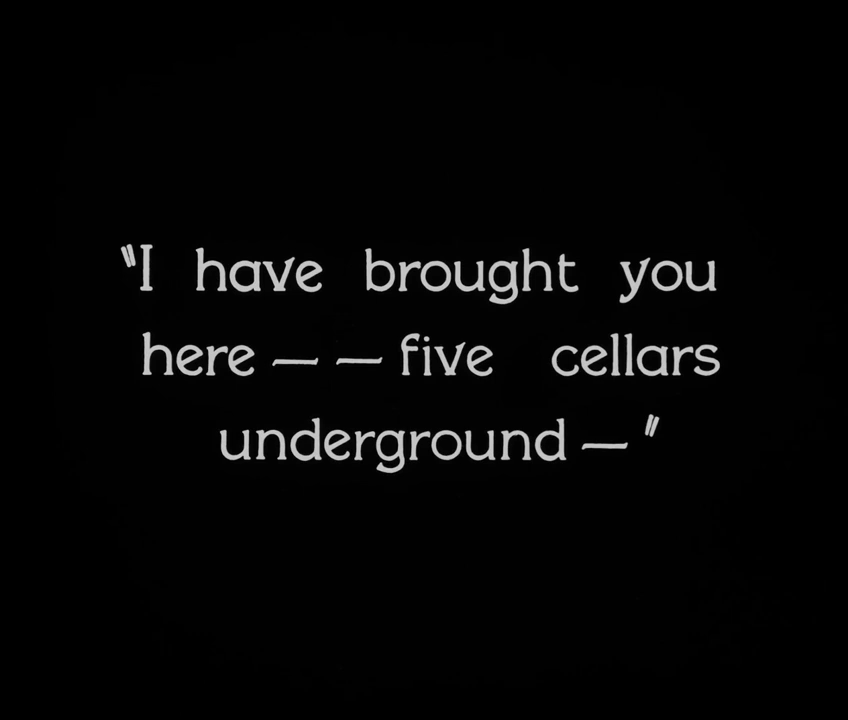 "I have brought you
here — — five cellars
underground — "